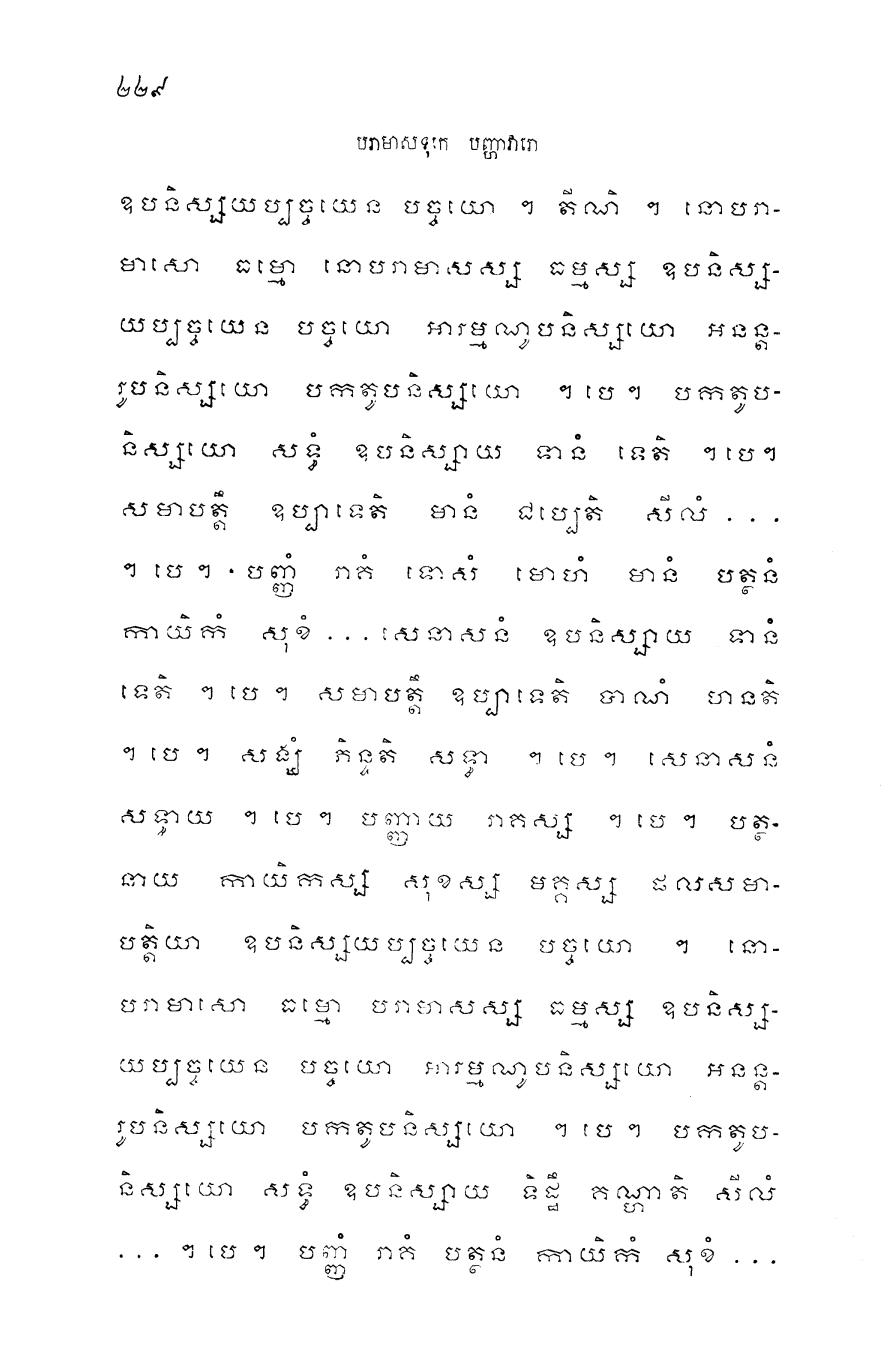 ២២៩
បរាមាសទុកេ បញ្ហាវារោ
ឧបនិស្សយប្បច្ចយេន បច្ចយោ ។ តីណិ ។ នោបរា-
មាសោ ធម្មោ នោបរាមាសស្ស ធម្មស្ស ឧបនិស្ស-
យប្បច្ចយេន បច្ចយោ អារម្មណូបនិស្សយោ អនន្ត-
រូបនិស្សយោ បកតូបនិស្សយោ ។ បេ ។ បកតូប-
និស្សយោ សទ្ធំ ឧបនិស្សាយ ទានំ ទេតិ ។ បេ ។
សមាបត្តឹ ឧប្បាទេតិ មានំ ជប្បេតិ សីលំ . . .
។ បេ ។ បញ្ញំ រាគំ ទោសំ មោហំ មានំ បត្ថនំ
កាយិកំ សុខំ . . . សេនាសនំ ឧបនិស្សាយ ទានំ
ទេតិ ។ បេ ។ សមាបត្តឹ ឧប្បាទេតិ បាណំ ហនតិ
។ បេ ។ សង្ឃំ ភិន្ទតិ សទ្ធា ។ បេ ។ សេនាសនំ
សទ្ធាយ ។ បេ ។ បញ្ញាយ រាគស្ស ។ បេ ។ បត្ថ-
នាយ កាយិកស្ស សុខស្ស មគ្គស្ស ផលសមា-
បត្តិយា ឧបនិស្សយប្បច្ចយេន បច្ចយោ ។ នោ-
បរាមាសោ ធម្មោ បរាមាសស្ស ធម្មស្ស ឧបនិស្ស-
យប្បច្ចយេន បច្ចយោ អារម្មណូបនិស្សយោ អនន្ត-
រូបនិស្សយោ បកតូបនិស្សយោ ។ បេ ។ បកតូប-
និស្សយោ សទ្ធំ ឧបនិស្សាយ ទិដ្ឋឹ គណ្ហាតិ សីលំ
. . . ។ បេ ។ បញ្ញំ រាគំ បត្ថនំ កាយិកំ សុខំ . . .